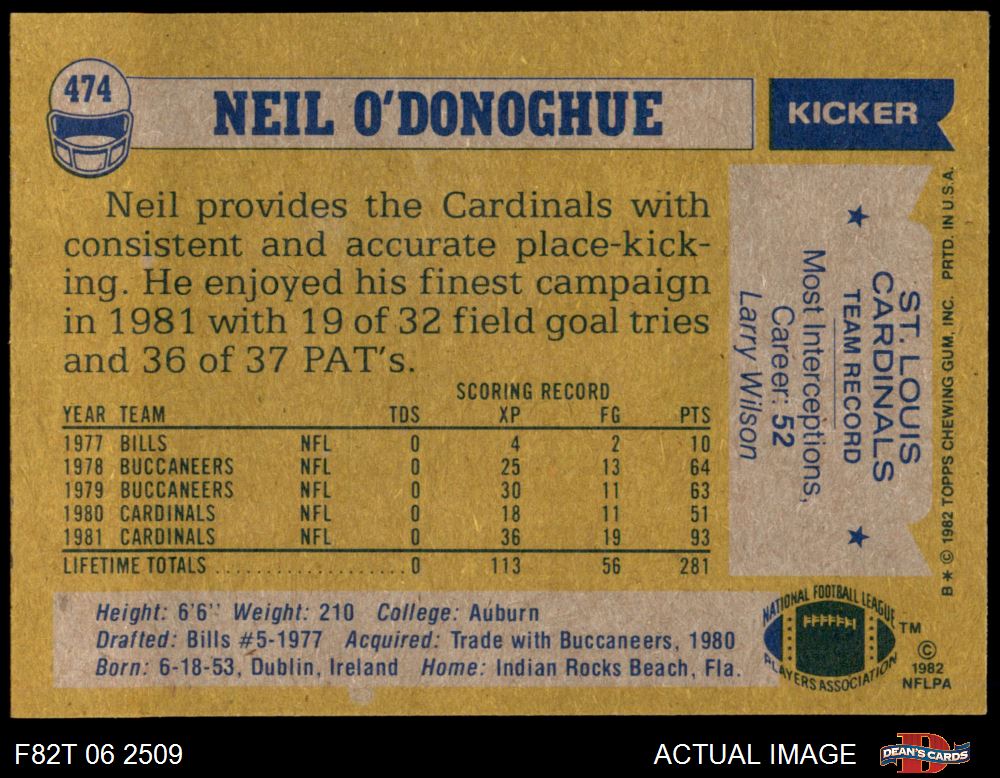 474
NEIL O'DONOGHUE
KICKER
Neil provides the Cardinals with
consistent and accurate place-kick-
ing. He enjoyed his finest campaign
in 1981 with 19 of 32 field goal tries
and 36 of 37 PAT's.
SCORING RECORD
YEAR TEAM TDS XP FG PTS
1977 BILLS NFL 0 4 2 10
1978 BUCCANEERS NFL 0 25 13 64
1979 BUCCANEERS NFL 0 30 11 63
1980 CARDINALS NFL 0 18 11 51
1981 CARDINALS NFL 0 36 19 93
LIFETIME TOTALS ................... 0 113 56 281
Height: 6'6'' Weight: 210 College: Auburn
Drafted: Bills #5-1977 Acquired: Trade with Buccaneers, 1980
Born: 6-18-53, Dublin, Ireland Home: Indian Rocks Beach, Fla.
ST. LOUIS
CARDINALS
TEAM RECORD
Most Interceptions,
Career: 52
Larry Wilson
B* © 1982 TOPPS CHEWING GUM, INC. PRTD. IN U.S.A.
NATIONAL FOOTBALL LEAGUE
PLAYERS ASSOCIATION
TM
©
1982
NFLPA
F82T 06 2509
ACTUAL IMAGE
D
DEAN'S CARDS